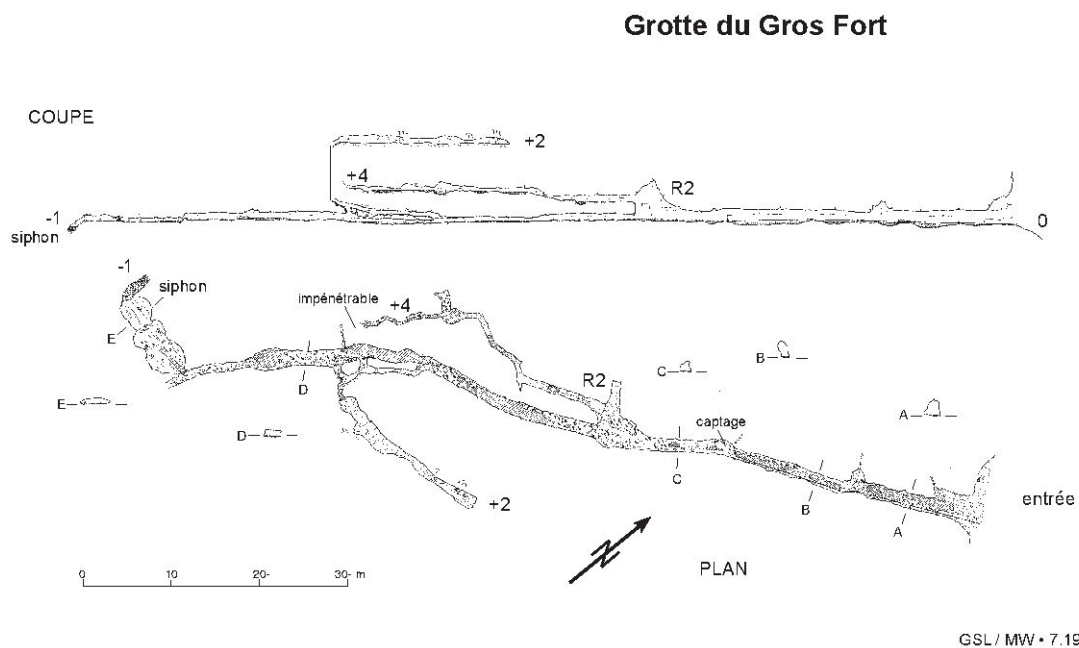 Grotte du Gros Fort
COUPE
+2
+4
R2
-1
siphon
0
-1
siphon
impénétrable
+4
E
D
R2
C
B
E
D
captage
A
C
B
A
entrée
+2
PLAN
0 10 20- 30- m
GSL / MW • 7.19